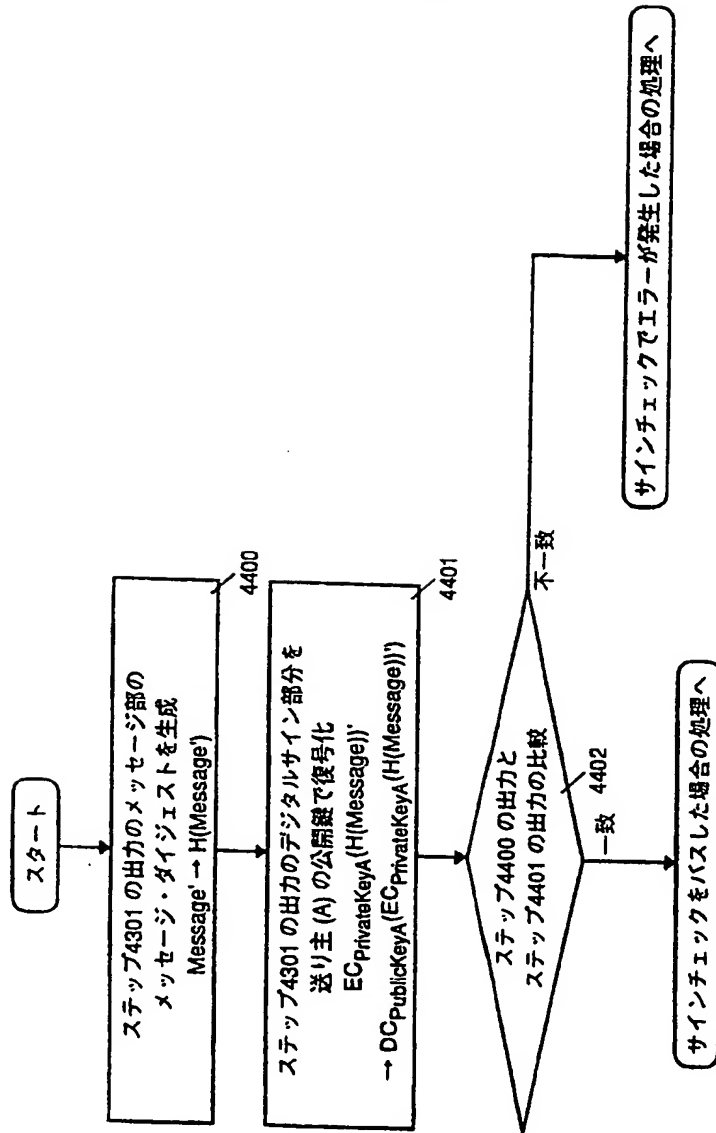 スタート
ステップ4301 の出力のメッセージ部の
メッセージ・ダイジェストを生成
Message' → H(Message')
4400
ステップ4301 の出力のデジタルサイン部分を
送り主 (A) の公開鍵で復号化
ECPrivateKeyA(H(Message))'
→ DCPublicKeyA(ECPrivateKeyA(H(Message))')
4401
ステップ4400 の出力と
ステップ4401 の出力の比較
4402
一致
不一致
サインチェックをパスした場合の処理へ
サインチェックでエラーが発生した場合の処理へ